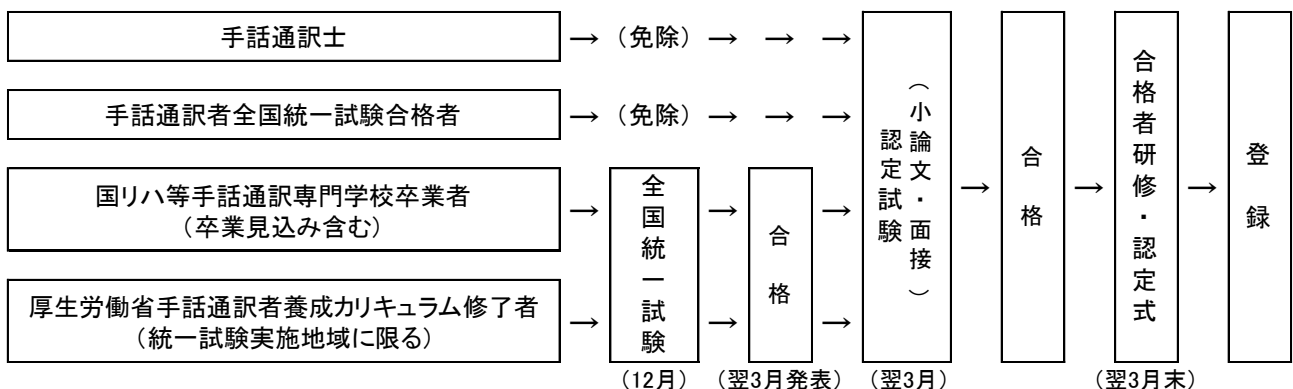 手話通訳士
→ (免除) → → →
手話通訳者全国統一試験合格者
→ (免除) → → →
国リハ等手話通訳専門学校卒業者
(卒業見込み含む)
→
厚生労働省手話通訳者養成カリキュラム修了者
(統一試験実施地域に限る)
→
全国統一試験
(12月)
→
→
合格
(翌3月発表)
→
→
認定試験
(小論文・面接)
(翌3月)
→
合格
→
合格者研修・認定式
(翌3月末)
→
登録